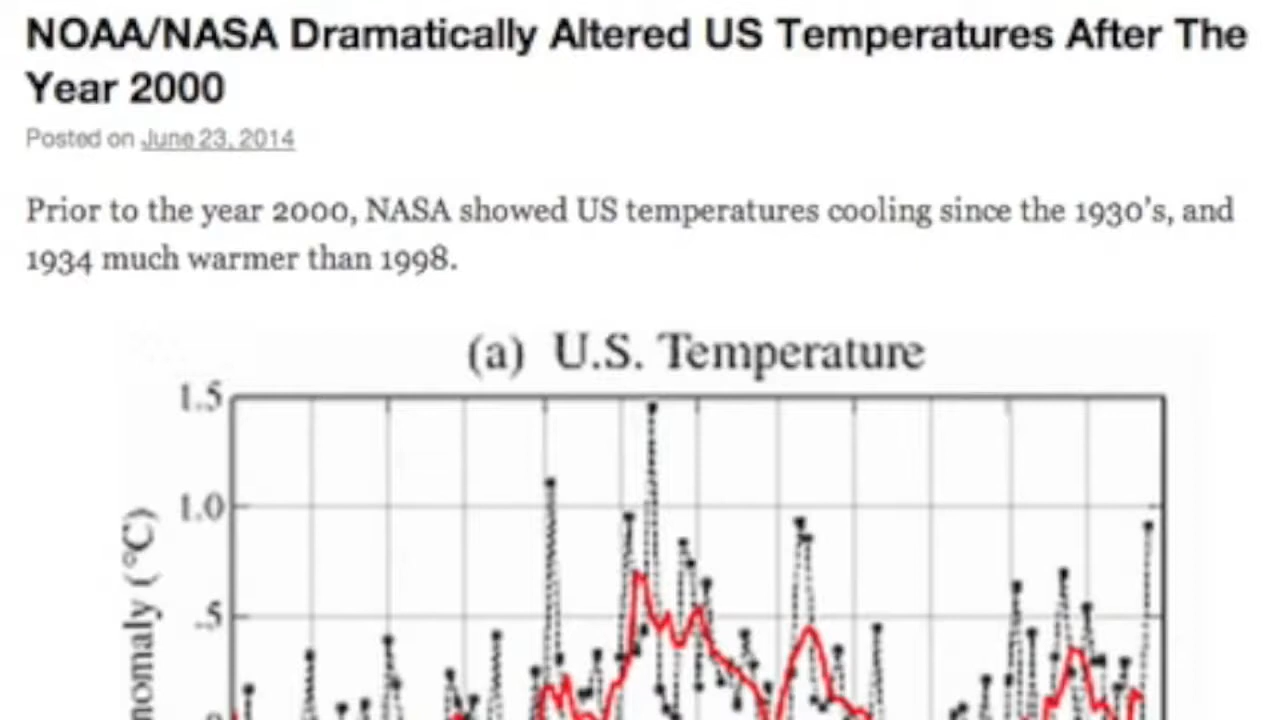 NOAA/NASA Dramatically Altered US Temperatures After The
Year 2000
Posted on June 23, 2014
Prior to the year 2000, NASA showed US temperatures cooling since the 1930's, and
1934 much warmer than 1998.
(a) U.S. Temperature
1.5
1.0
.5
nomaly (°C)